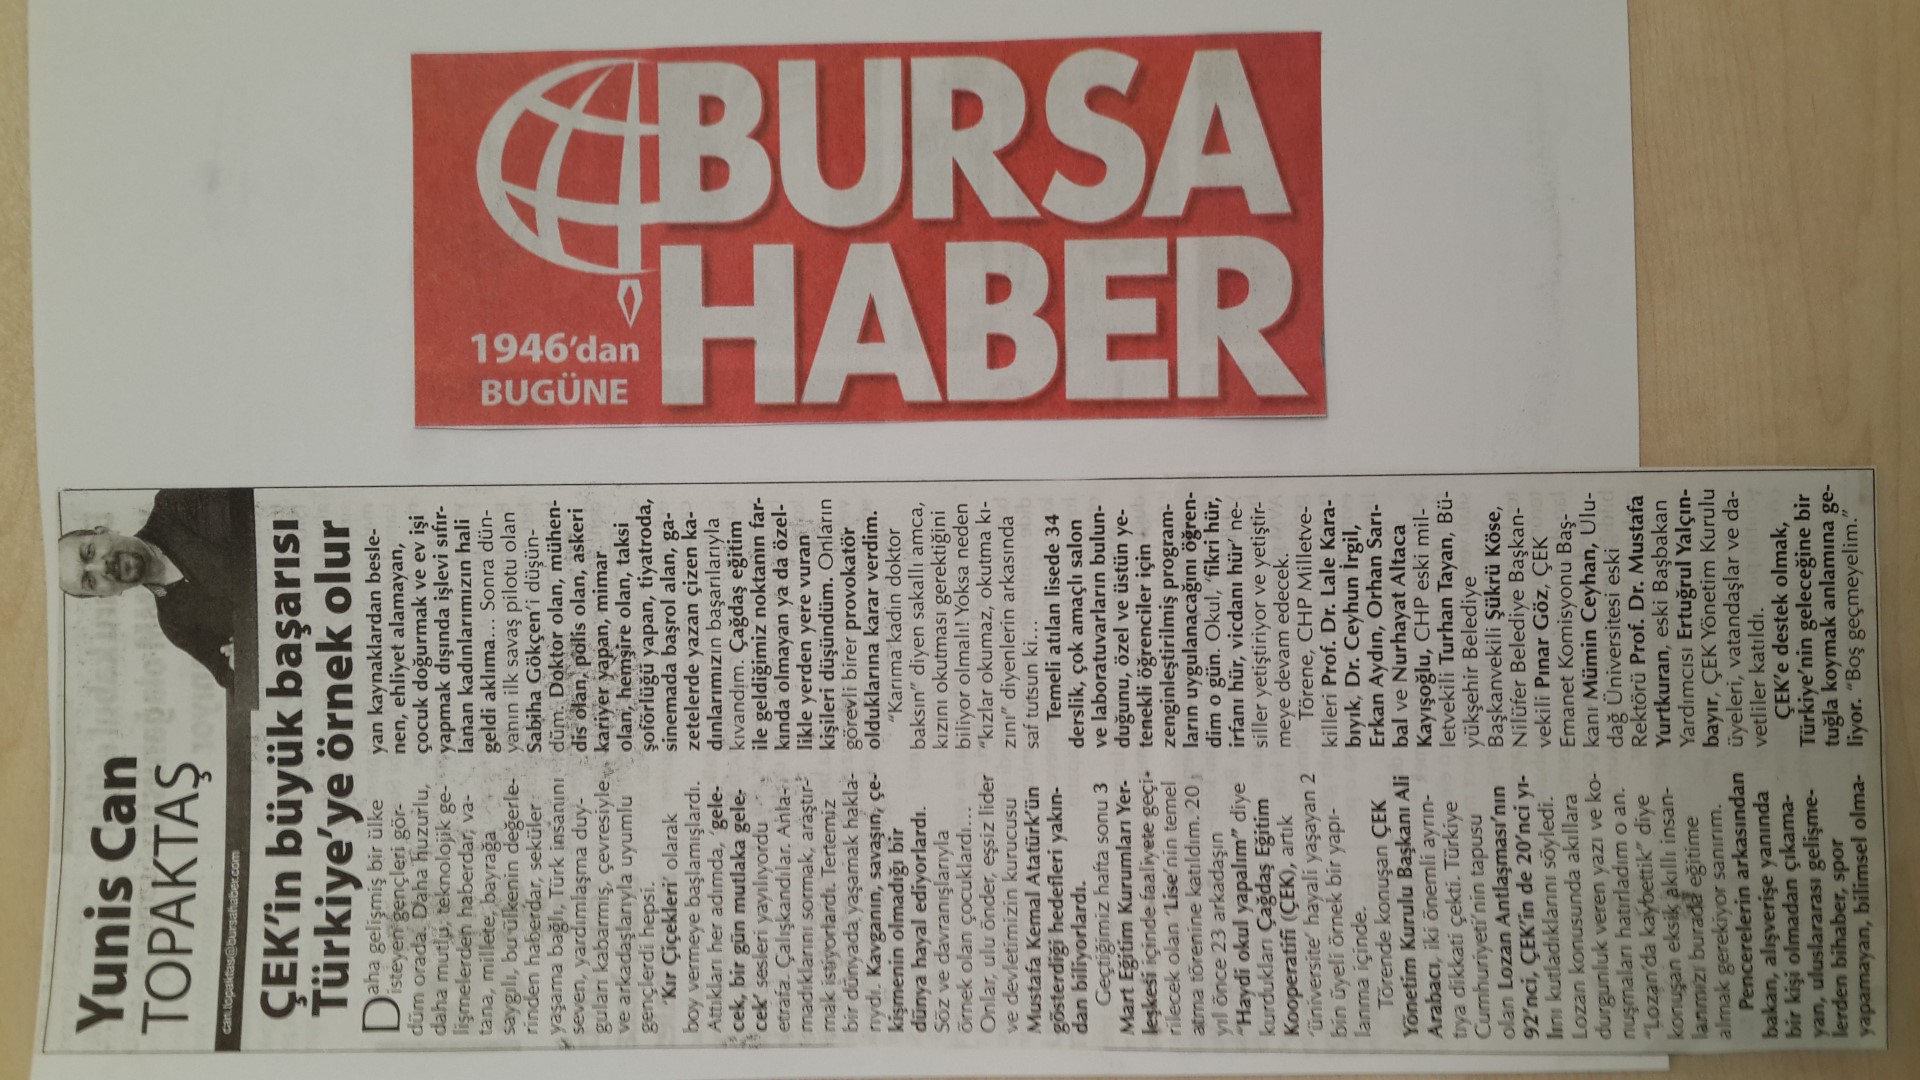 1946'dan
BUGÜNE
BURSA
HABER
Yunis Can
TOPAKTAŞ
can.topaktas@bursahaber.com
ÇEK'in büyük başarısı
Türkiye'ye örnek olur
Daha gelişmiş bir ülke
isteyen gençleri gör-
düm orada. Daha huzurlu,
daha mutlu, teknolojik ge-
lişmelerden haberdar, va-
tana, millete, bayrağa
saygılı, bu ülkenin değerle-
rinden haberdar, seküler
yaşama bağlı, Türk insanını
seven, yardımlaşma duy-
guları kabarmış, çevresiyle
ve arkadaşlarıyla uyumlu
gençlerdi hepsi.
'Kır Çiçekleri' olarak
boy vermeye başlamışlardı.
Attıkları her adımda, 'gele-
cek, bir gün mutlaka gele-
cek' sesleri yayılıyordu
etrafa. Çalışkandılar. Anla-
madıklarını sormak, araştır-
mak istiyorlardı. Tertemiz
bir dünyada yaşamak hakla-
rıydı. Kavganın, savaşın, çe-
kişmenin olmadığı bir
dünya hayal ediyorlardı.
Söz ve davranışlarıyla
örnek olan çocuklardı...
Onlar, ulu önder, eşsiz lider
ve devletimizin kurucusu
Mustafa Kemal Atatürk'ün
gösterdiği hedefleri yakın-
dan biliyorlardı.
Geçtiğimiz hafta sonu 3
Mart Eğitim Kurumları Yer-
leşkesi içinde faaliyete geçi-
rilecek olan 'Lise'nin temel
atma törenine katıldım. 20
yıl önce 23 arkadaşın
"Haydi okul yapalım" diye
kurdukları Çağdaş Eğitim
Kooperatifi (ÇEK), artık
'üniversite' hayali yaşayan 2
bin üyeli örnek bir yapı-
lanma içinde.
Törende konuşan ÇEK
Yönetim Kurulu Başkanı Ali
Arabacı, iki önemli ayrın-
tıya dikkati çekti. Türkiye
Cumhuriyeti'nin tapusu
olan Lozan Antlaşması'nın
92'nci, ÇEK'in de 20'nci yı-
lını kutladıklarını söyledi.
Lozan konusunda akıllara
durgunluk veren yazı ve ko-
nuşmaları hatırladım o an.
"Lozan'da kaybettik" diye
konuşan eksik akıllı insan-
larımızı burada eğitime
almak gerekiyor sanırım.
Pencerelerin arkasından
bakan, alışverişe yanında
bir kişi olmadan çıkama-
yan, uluslararası gelişme-
lerden bihaber, spor
yapamayan, bilimsel olma-
yan kaynaklardan besle-
nen, ehliyet alamayan,
çocuk doğurmak ve ev işi
yapmak dışında işlevi sıfır-
lanan kadınlarımızın hali
geldi aklıma... Sonra dün-
yanın ilk savaş pilotu olan
Sabiha Gökçen'i düşün-
düm. Doktor olan, mühen-
dis olan, polis olan, askeri
kariyer yapan, mimar
olan, hemşire olan, taksi
şoförlüğü yapan, tiyatroda,
sinemada başrol alan, ga-
zetelerde yazan çizen ka-
dınlarımızın başarılarıyla
kıvandım. Çağdaş eğitim
ile geldiğimiz noktanın far-
kında olmayan ya da özel-
likle yerden yere vuran
kişileri düşündüm. Onların
görevli birer provokatör
olduklarına karar verdim.
"Karıma kadın doktor
baksın" diyen sakallı amca,
kızını okutması gerektiğini
biliyor olmalı! Yoksa neden
"kızlar okumaz, okutma kı-
zını" diyenlerin arkasında
saf tutsun ki...
Temeli atılan lisede 34
derslik, çok amaçlı salon
ve laboratuvarların bulun-
duğunu, özel ve üstün ye-
tenekli öğrenciler için
zenginleştirilmiş program-
ların uygulanacağını öğren-
dim o gün. Okul, 'fikri hür,
irfanı hür, vicdanı hür' ne-
siller yetiştiriyor ve yetiştir-
meye devam edecek.
Törene, CHP Milletve-
killeri Prof. Dr. Lale Kara-
bıyık, Dr. Ceyhun İrgil,
Erkan Aydın, Orhan Sarı-
bal ve Nurhayat Altaca
Kayışoğlu, CHP eski mil-
letvekili Turhan Tayan, Bü-
yükşehir Belediye
Başkanvekili Şükrü Köse,
Nilüfer Belediye Başkan-
vekili Pınar Göz, ÇEK
Emanet Komisyonu Baş-
kanı Mümin Ceyhan, Ulu-
dağ Üniversitesi eski
Rektörü Prof. Dr. Mustafa
Yurtkuran, eski Başbakan
Yardımcısı Ertuğrul Yalçın-
bayır, ÇEK Yönetim Kurulu
üyeleri, vatandaşlar ve da-
vetliler katıldı.
ÇEK'e destek olmak,
Türkiye'nin geleceğine bir
tuğla koymak anlamına ge-
liyor. "Boş geçmeyelim."